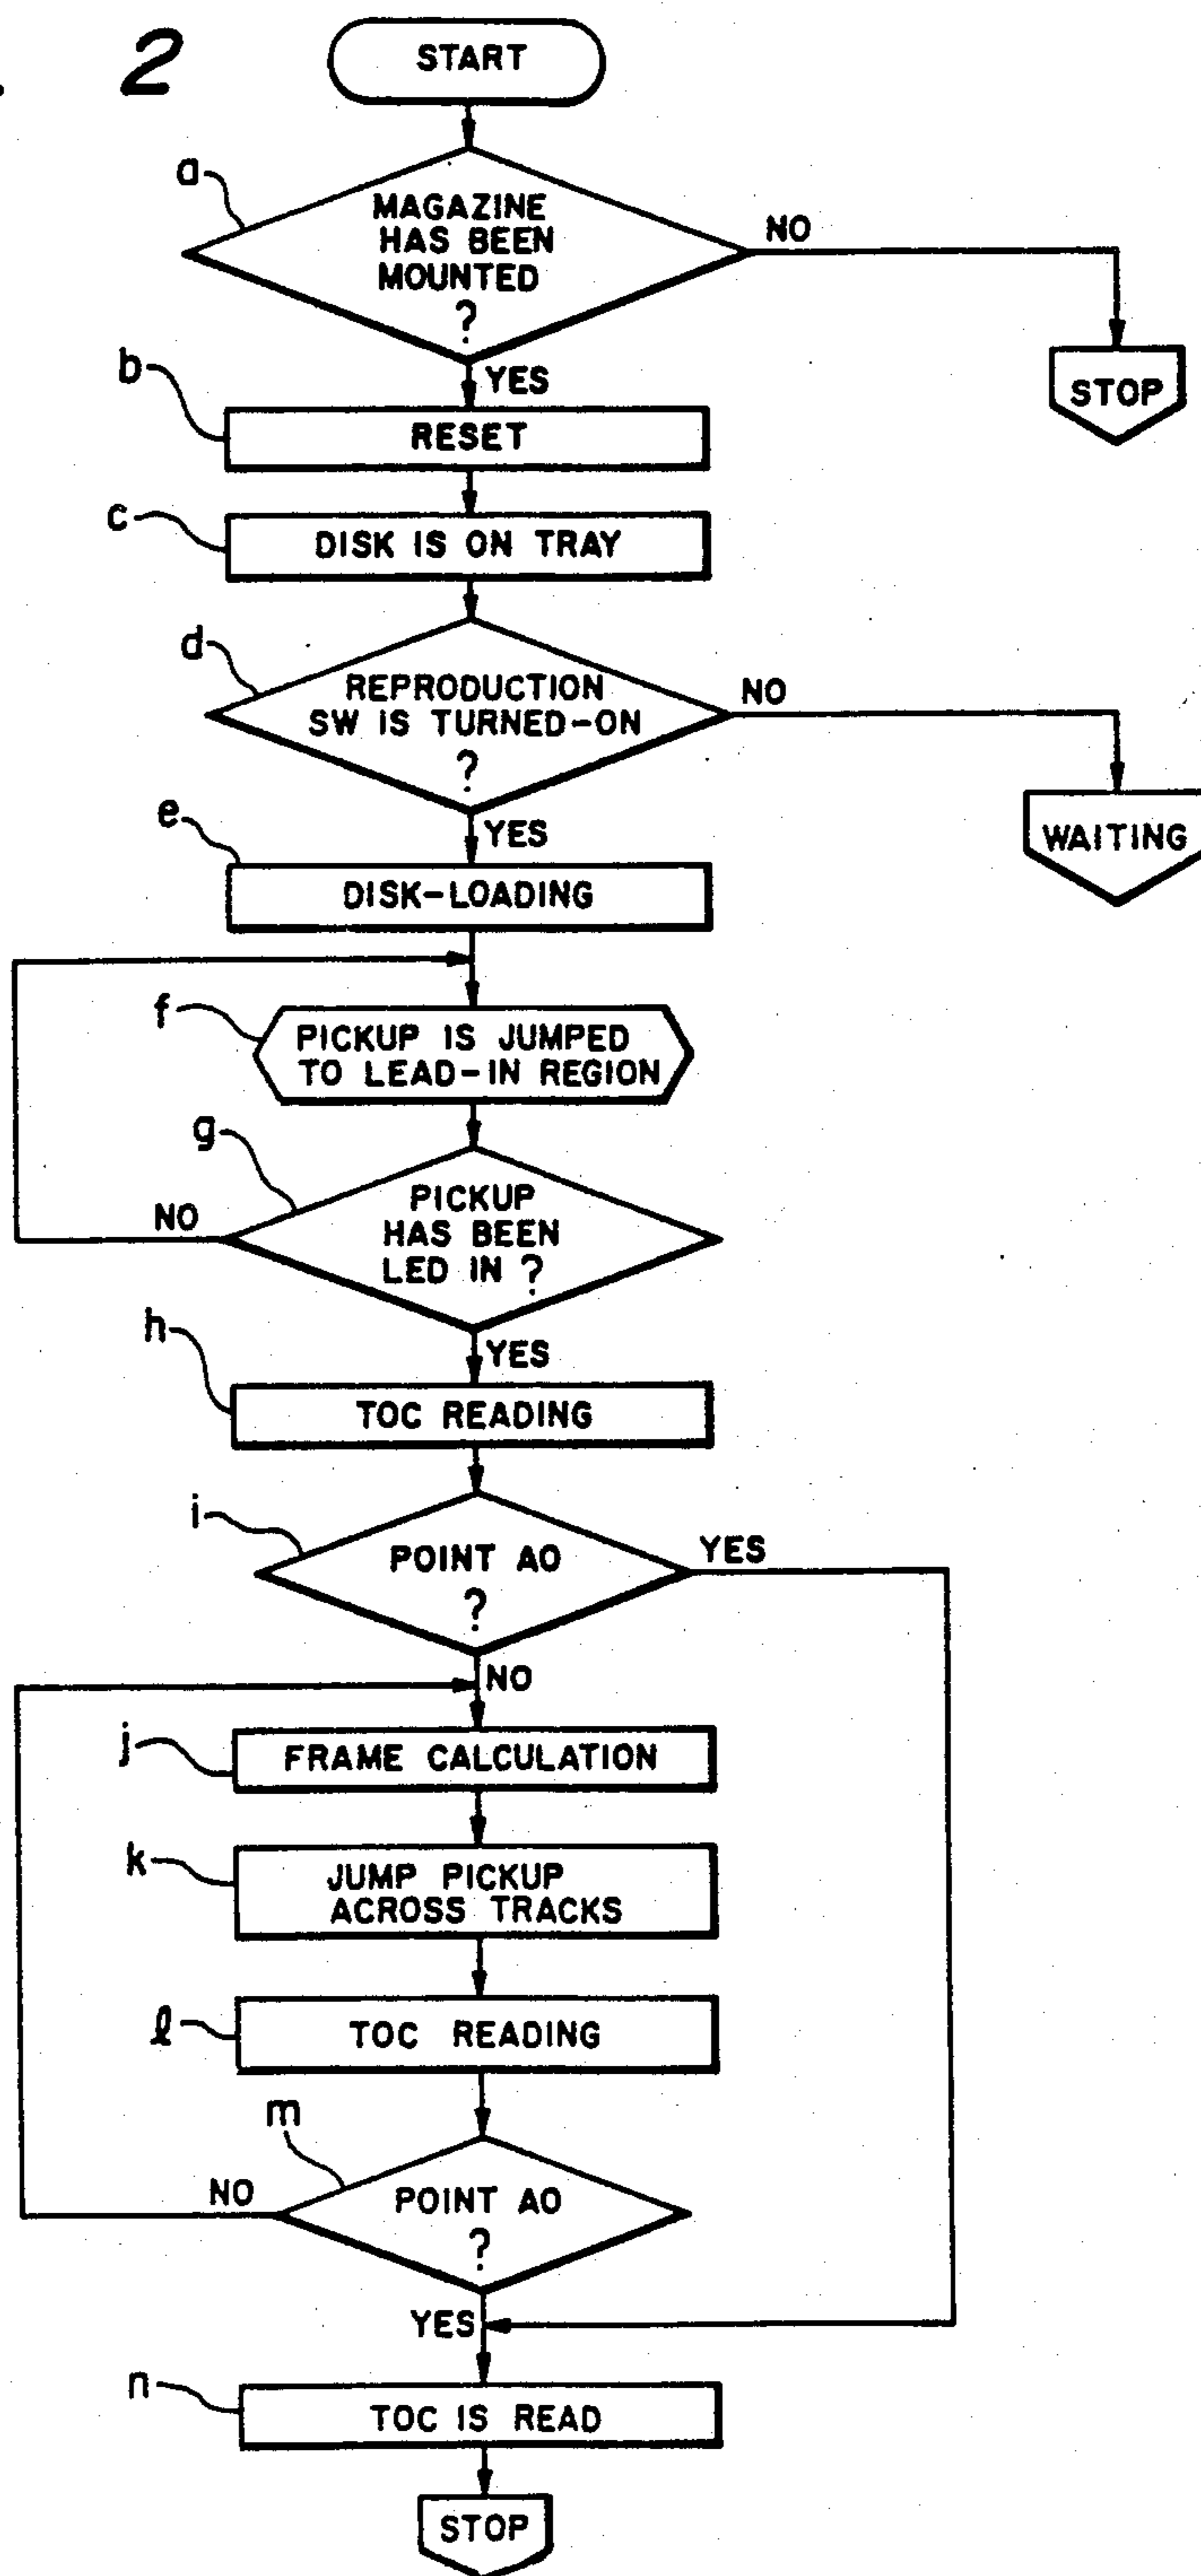 2
START
a
MAGAZINE
HAS BEEN
MOUNTED
?
NO
STOP
YES
b
RESET
c
DISK IS ON TRAY
d
REPRODUCTION
SW IS TURNED-ON
?
NO
WAITING
YES
e
DISK-LOADING
f
PICKUP IS JUMPED
TO LEAD-IN REGION
g
PICKUP
HAS BEEN
LED IN ?
NO
YES
h
TOC READING
i
POINT AO
?
YES
NO
j
FRAME CALCULATION
k
JUMP PICKUP
ACROSS TRACKS
l
TOC READING
m
POINT AO
?
NO
YES
n
TOC IS READ
STOP